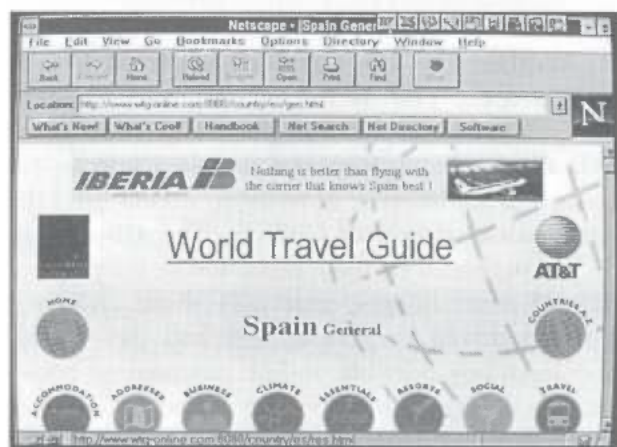 Netscape - [Spain Gener
File Edit View Go Bookmarks Options Directory Window Help
Back Forward Home Reload Open Print Find Stop
Location: http://www.wtg-online.com:8080/country/es/gen.html
N
What's New! What's Cool! Handbook Net Search Net Directory Software
IBERIA Nothing is better than flying with
the carrier that know's Spain best !
World Travel Guide
AT&T
HOME
COUNTRIES A-Z
Spain General
ACCOMMODATION ADDRESSES BUSINESS CLIMATE ESSENTIALS RESORTS SOCIAL TRAVEL
http://www.wtg-online.com:8080/country/es/res.html